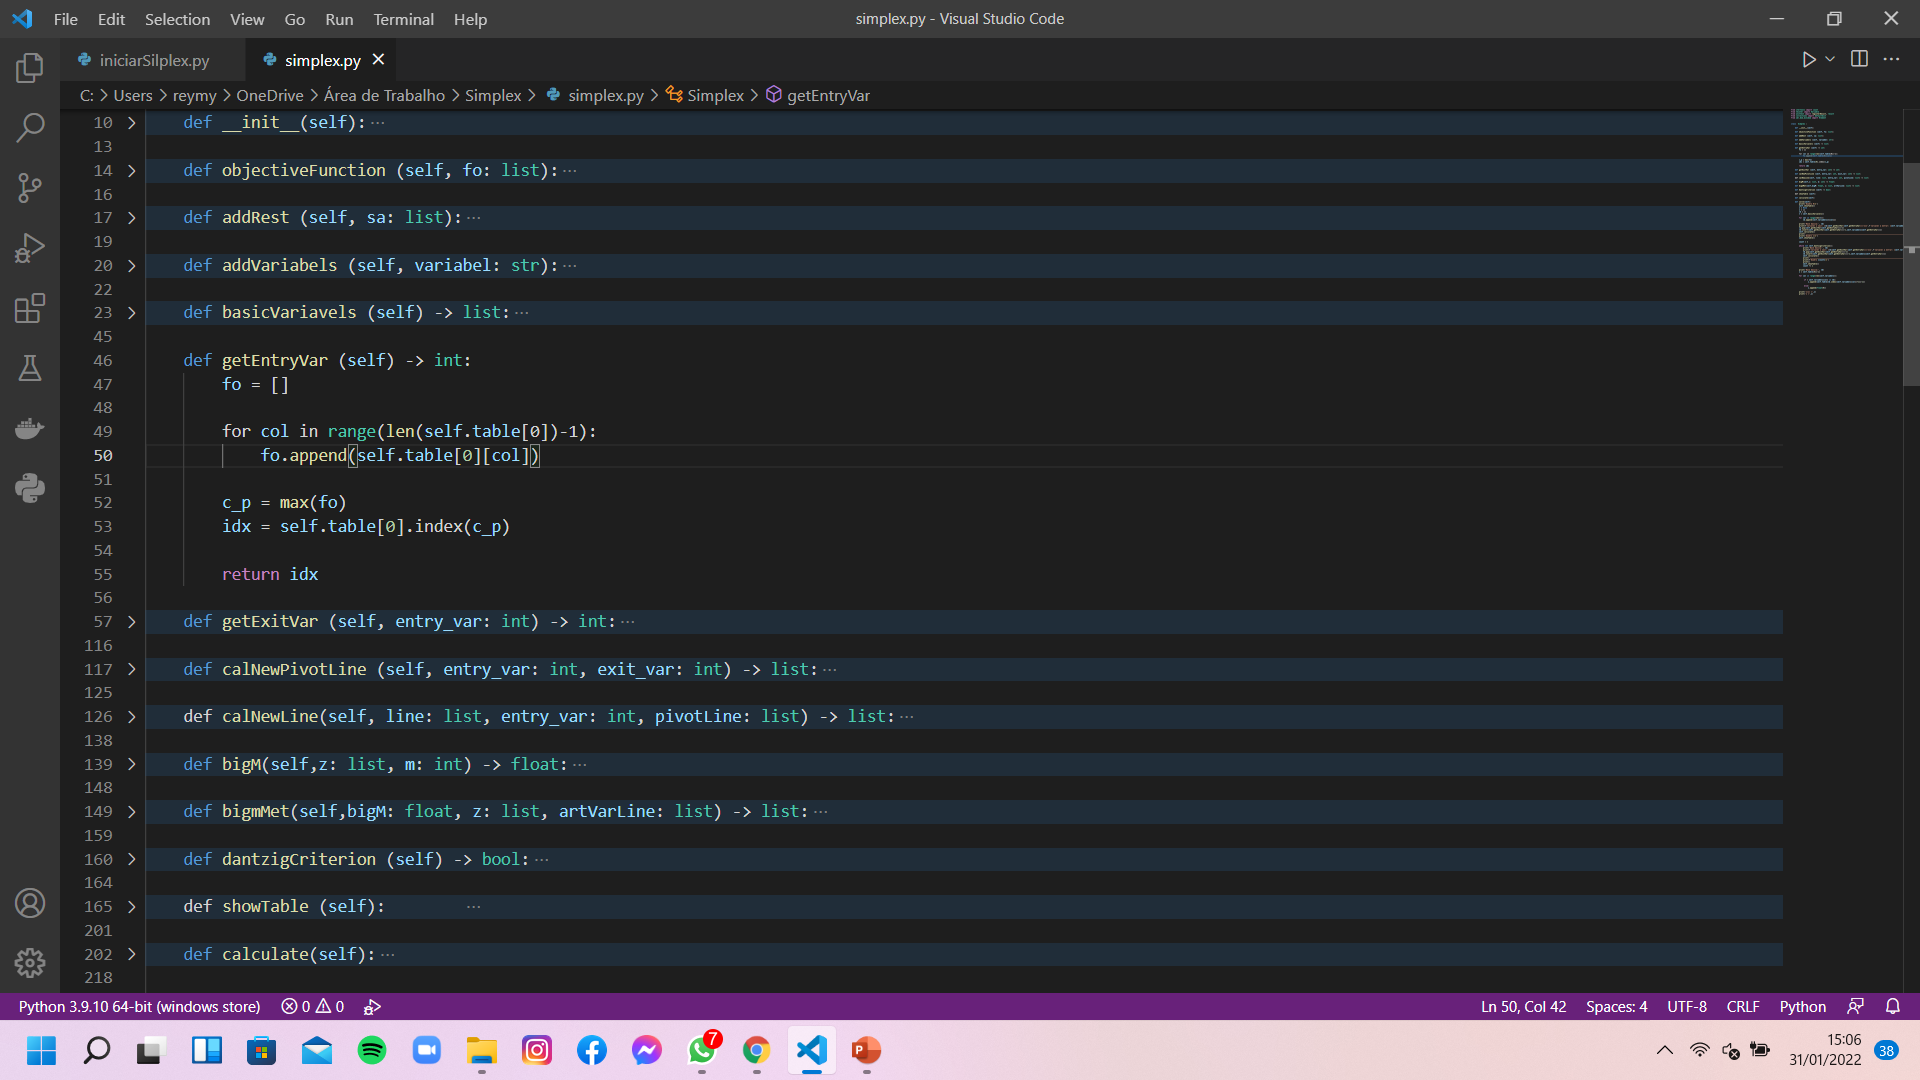 File Edit Selection View Go Run Terminal Help simplex.py - Visual Studio Code
iniciarSilplex.py simplex.py
C: > Users > reymy > OneDrive > Área de Trabalho > Simplex > simplex.py > Simplex > getEntryVar
10 def __init__(self):···
13
14 def objectiveFunction (self, fo: list):···
16
17 def addRest (self, sa: list):···
19
20 def addVariabels (self, variabel: str):···
22
23 def basicVariavels (self) -> list:···
45
46 def getEntryVar (self) -> int:
47 fo = []
48
49 for col in range(len(self.table[0])-1):
50 fo.append(self.table[0][col])
51
52 c_p = max(fo)
53 idx = self.table[0].index(c_p)
54
55 return idx
56
57 def getExitVar (self, entry_var: int) -> int:···
116
117 def calNewPivotLine (self, entry_var: int, exit_var: int) -> list:···
125
126 def calNewLine(self, line: list, entry_var: int, pivotLine: list) -> list:···
138
139 def bigM(self,z: list, m: int) -> float:···
148
149 def bigmMet(self,bigM: float, z: list, artVarLine: list) -> list:···
159
160 def dantzigCriterion (self) -> bool:···
164
165 def showTable (self): ···
201
202 def calculate(self):···
218
Python 3.9.10 64-bit (windows store) 0 0 Ln 50, Col 42 Spaces: 4 UTF-8 CRLF Python
7
P
15:06
31/01/2022
38